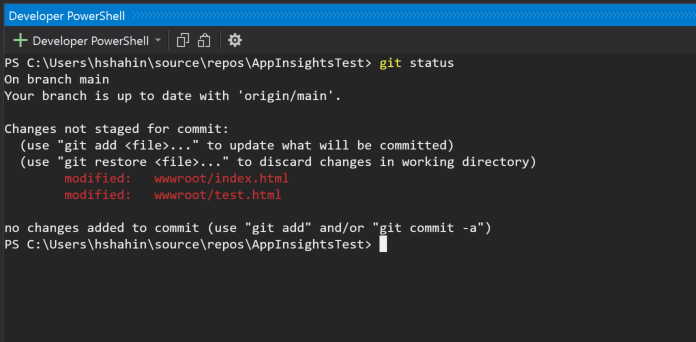 Developer PowerShell
Developer PowerShell
PS C:\Users\hshahin\source\repos\AppInsightsTest> git status
On branch main
Your branch is up to date with 'origin/main'.
Changes not staged for commit:
(use "git add <file>..." to update what will be committed)
(use "git restore <file>..." to discard changes in working directory)
modified: wwwroot/index.html
modified: wwwroot/test.html
no changes added to commit (use "git add" and/or "git commit -a")
PS C:\Users\hshahin\source\repos\AppInsightsTest>